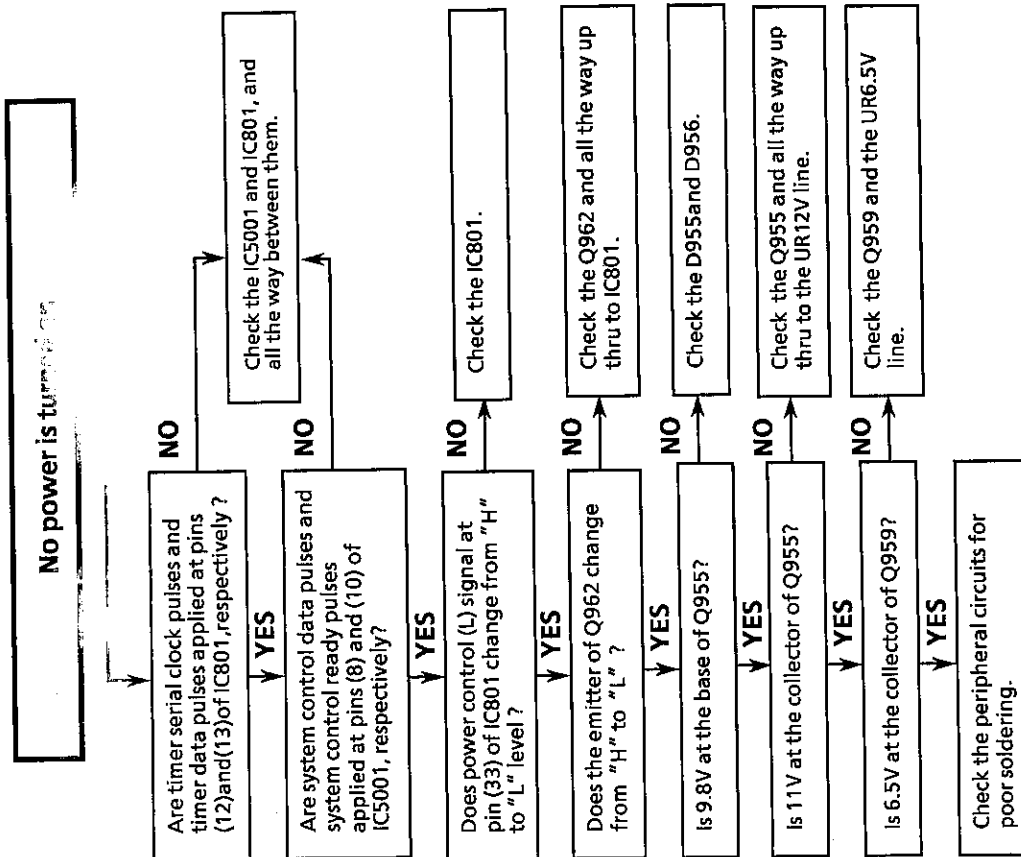 No power is turned on
Are timer serial clock pulses and
timer data pulses applied at pins
(12)and(13)of IC801,respectively ?
NO
Check the IC5001 and IC801, and
all the way between them.
YES
Are system control data pulses and
system control ready pulses
applied at pins (8) and (10) of
IC5001, respectively?
NO
YES
Does power control (L) signal at
pin (33) of IC801 change from "H"
to "L" level ?
NO
Check the IC801.
YES
Does the emitter of Q962 change
from "H" to "L" ?
NO
Check the Q962 and all the way up
thru to IC801.
YES
Is 9.8V at the base of Q955?
NO
Check the D955and D956.
YES
Is 11V at the collector of Q955?
NO
Check the Q955 and all the way up
thru to the UR12V line.
YES
Is 6.5V at the collector of Q959?
NO
Check the Q959 and the UR6.5V
line.
YES
Check the peripheral circuits for
poor soldering.